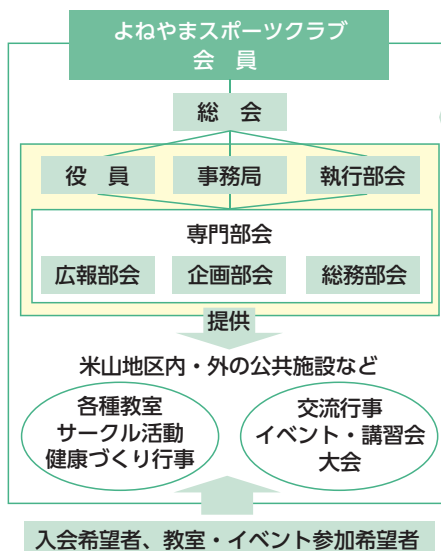 よねやまスポーツクラブ
会　員
総　会
役　員　事務局　執行部会
専門部会
広報部会　企画部会　総務部会
提供
米山地区内・外の公共施設など
各種教室
サークル活動
健康づくり行事
交流行事
イベント・講習会
大会
入会希望者、教室・イベント参加希望者